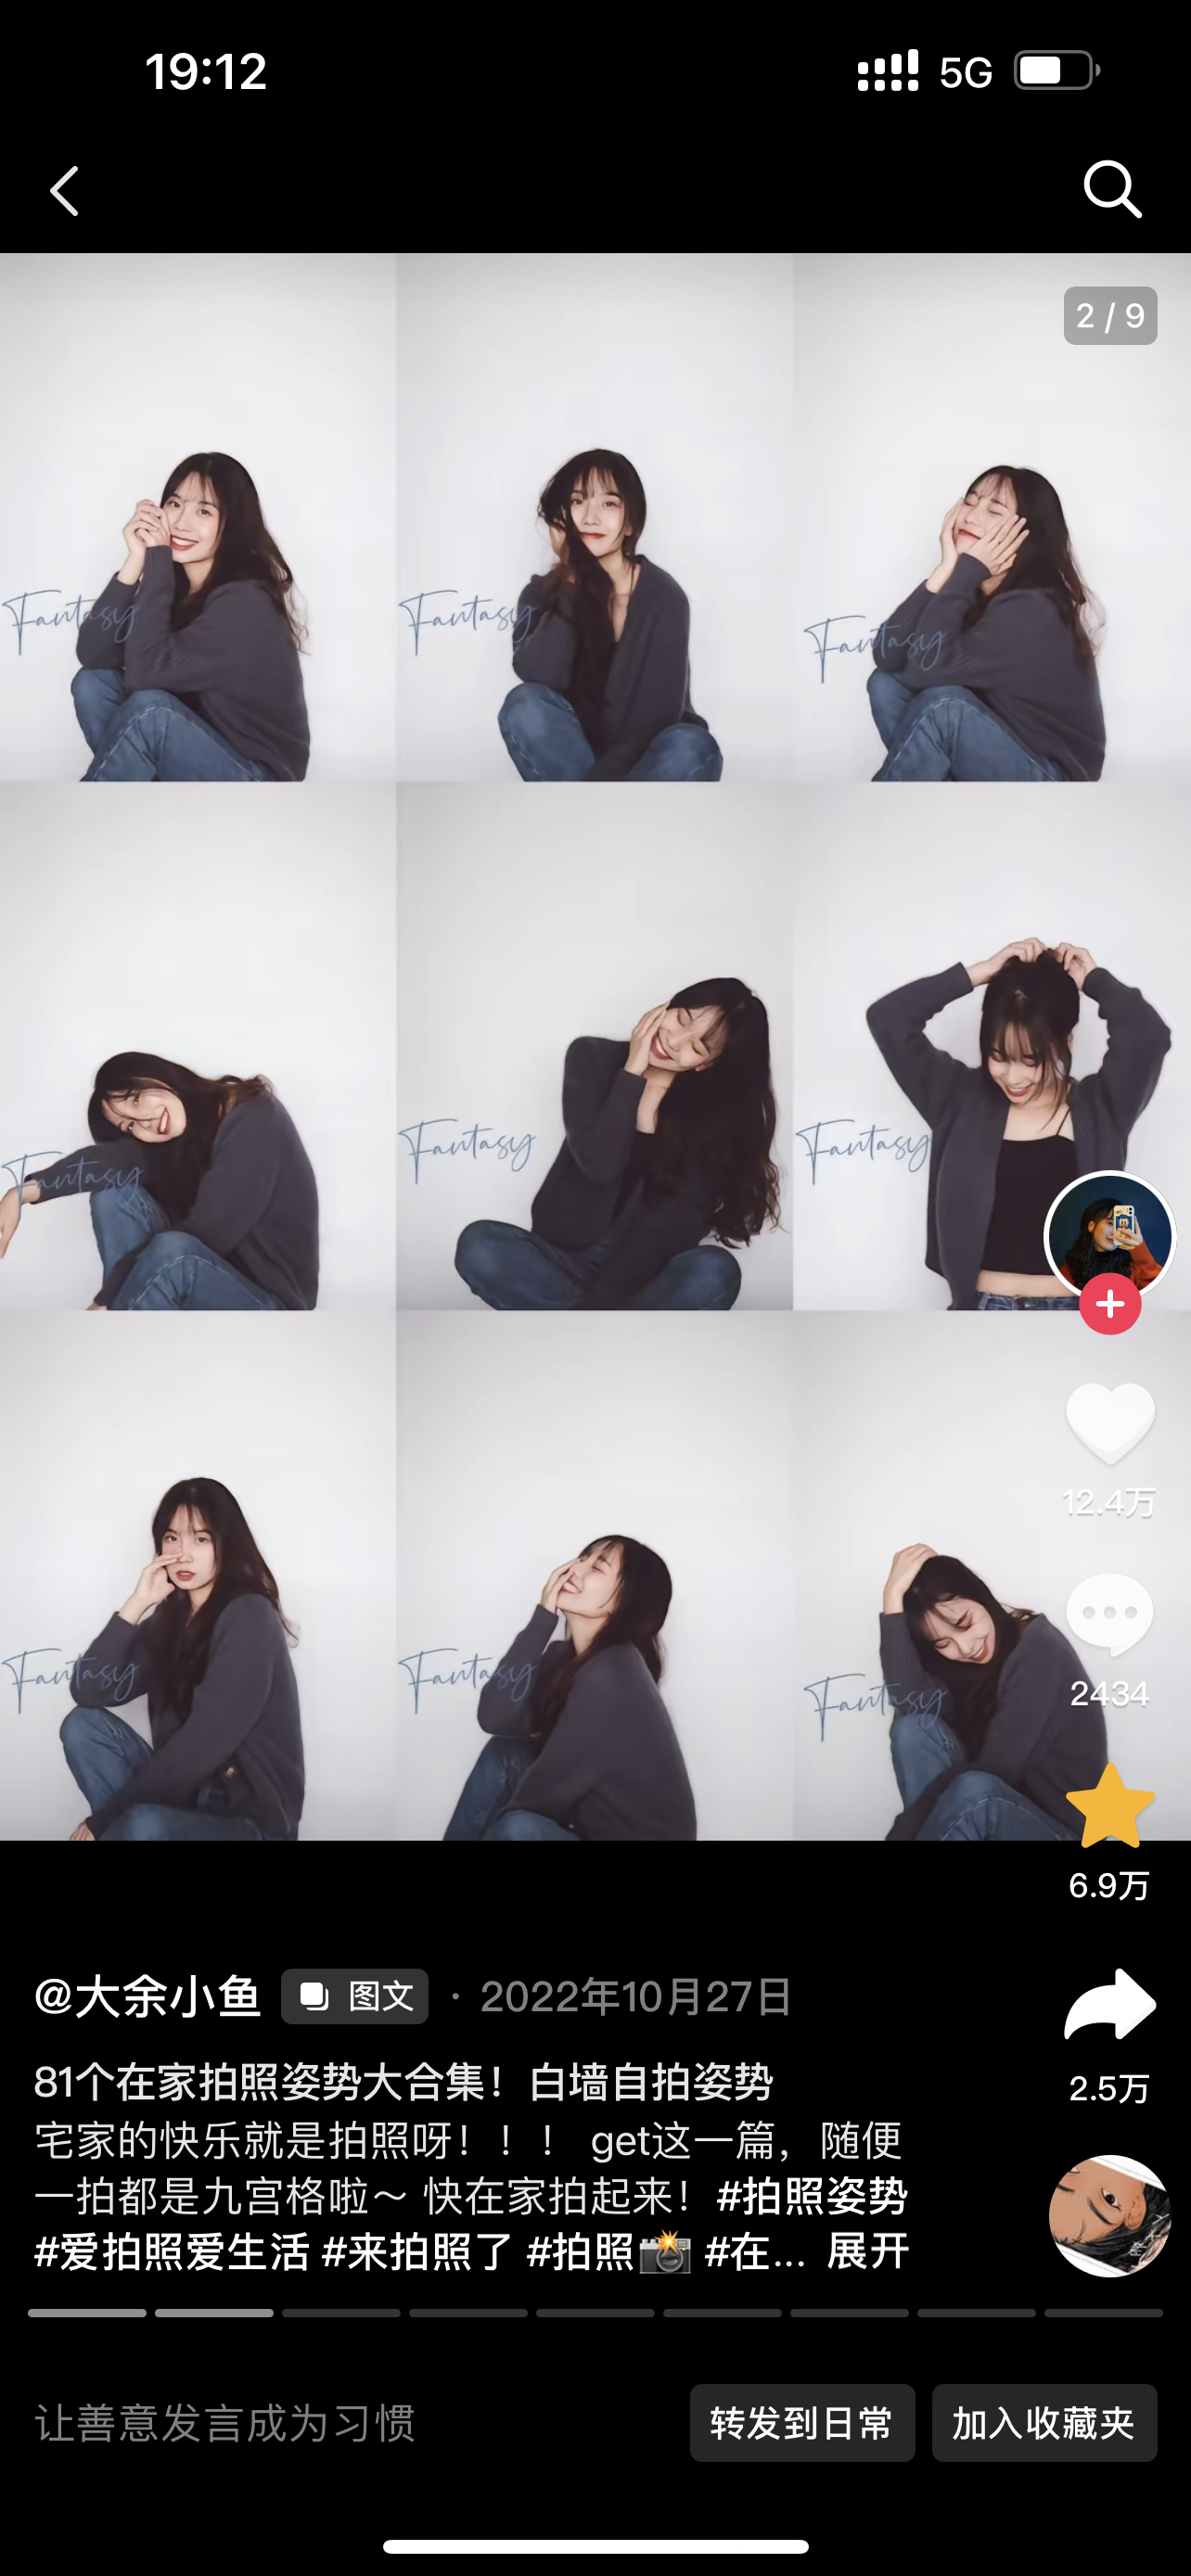 19:12
5G
2 / 9
Fantasy
Fantasy
Fantasy
Fantasy
Fantasy
Fantasy
Fantasy
Fantasy
Fantasy
12.4万
2434
6.9万
@大余小鱼 图文 · 2022年10月27日
2.5万
81个在家拍照姿势大合集！白墙自拍姿势
宅家的快乐就是拍照呀！！！ get这一篇，随便
一拍都是九宫格啦～ 快在家拍起来！#拍照姿势
#爱拍照爱生活 #来拍照了 #拍照📸 #在... 展开
让善意发言成为习惯
转发到日常
加入收藏夹